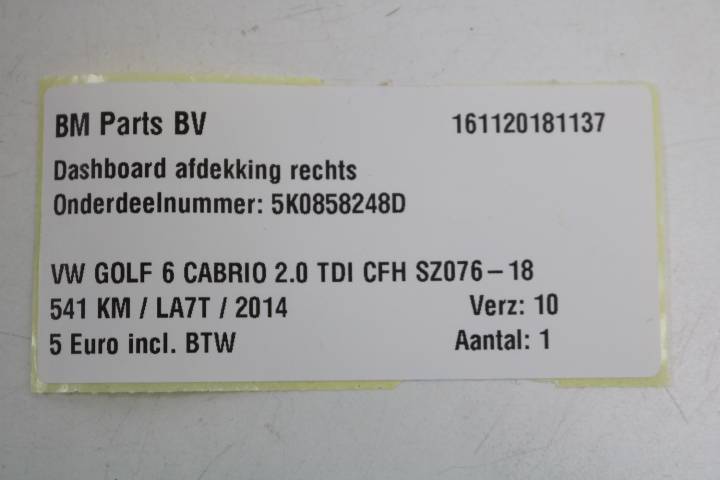 BM Parts BV 161120181137
Dashboard afdekking rechts
Onderdeelnummer: 5K0858248D
VW GOLF 6 CABRIO 2.0 TDI CFH SZ076-18
541 KM / LA7T / 2014 Verz: 10
5 Euro incl. BTW Aantal: 1